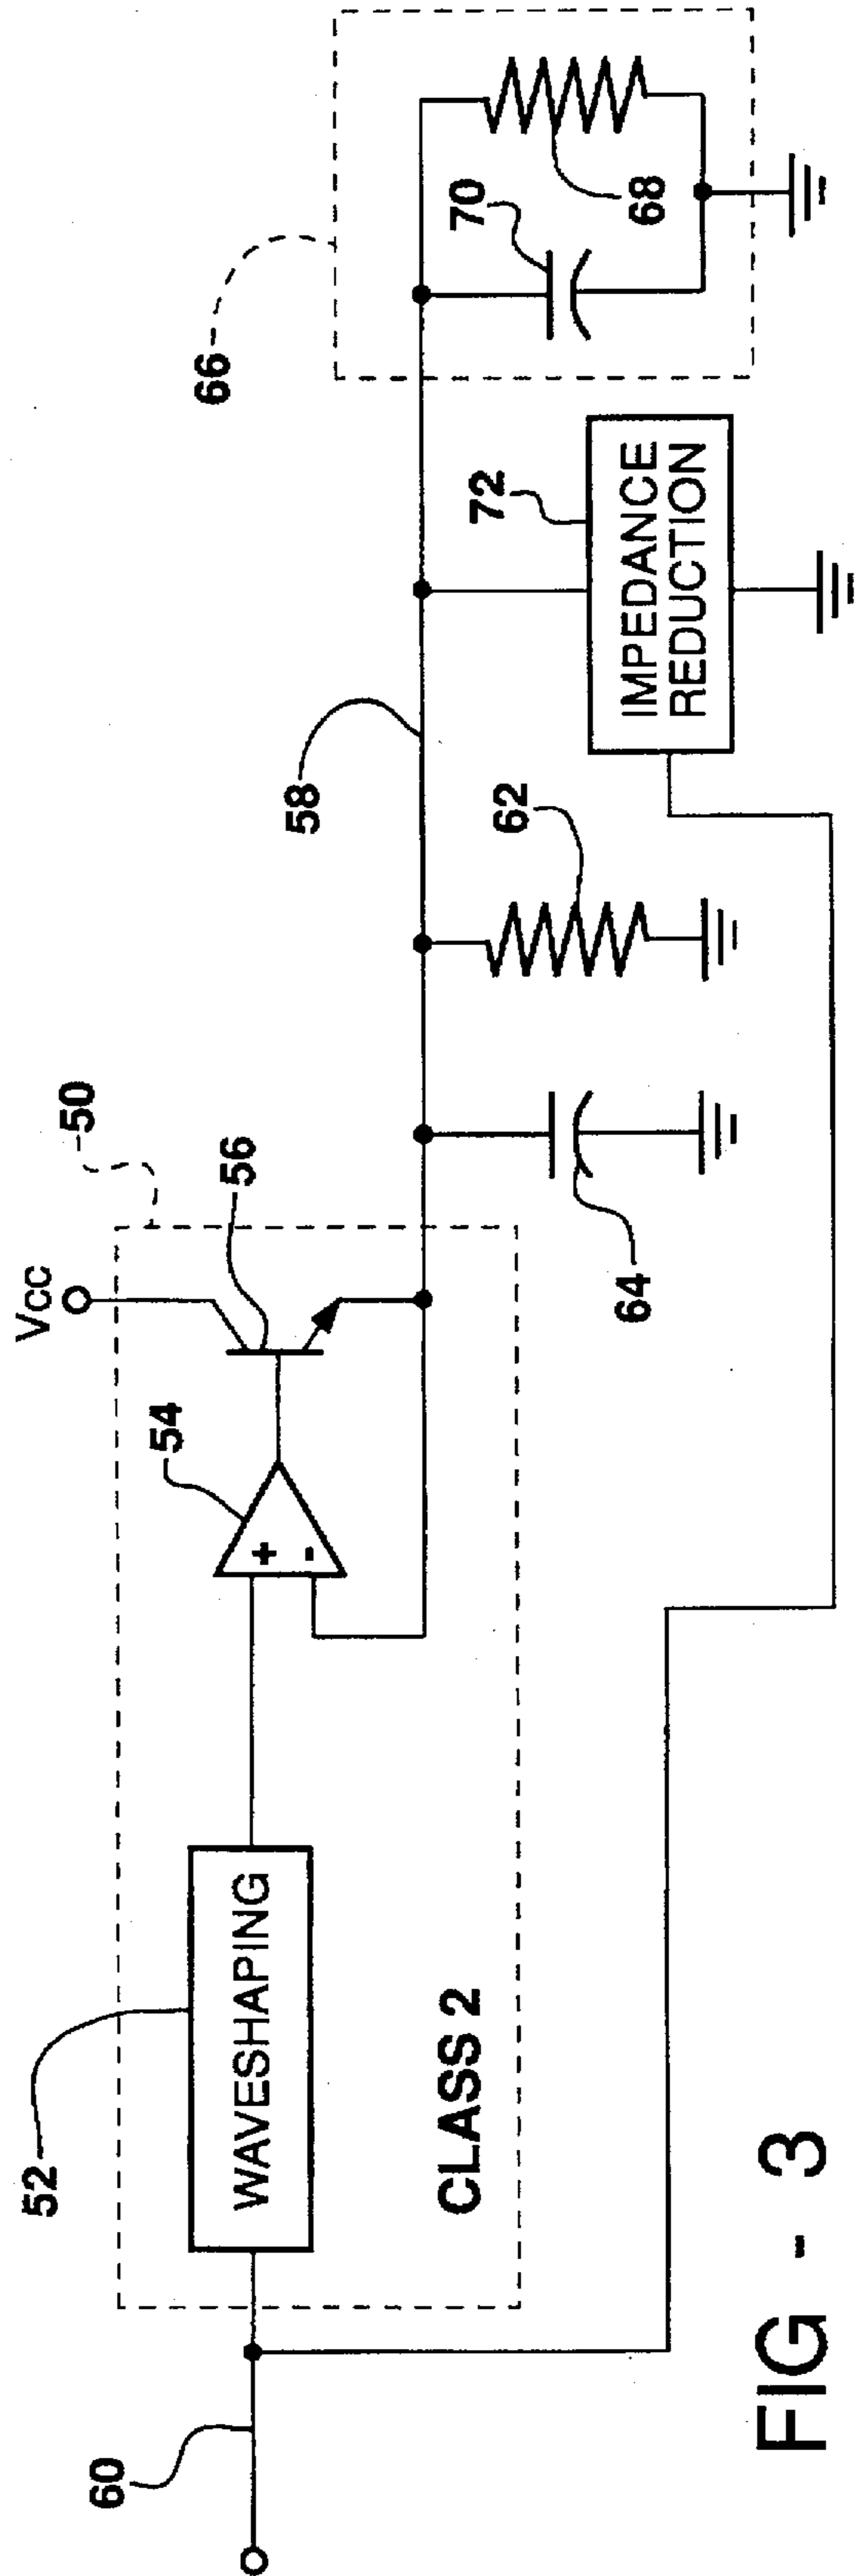 Vcc
50
52
WAVESHAPING
54
+
-
56
CLASS 2
60
58
64
62
72
IMPEDANCE
REDUCTION
66
70
68
FIG - 3